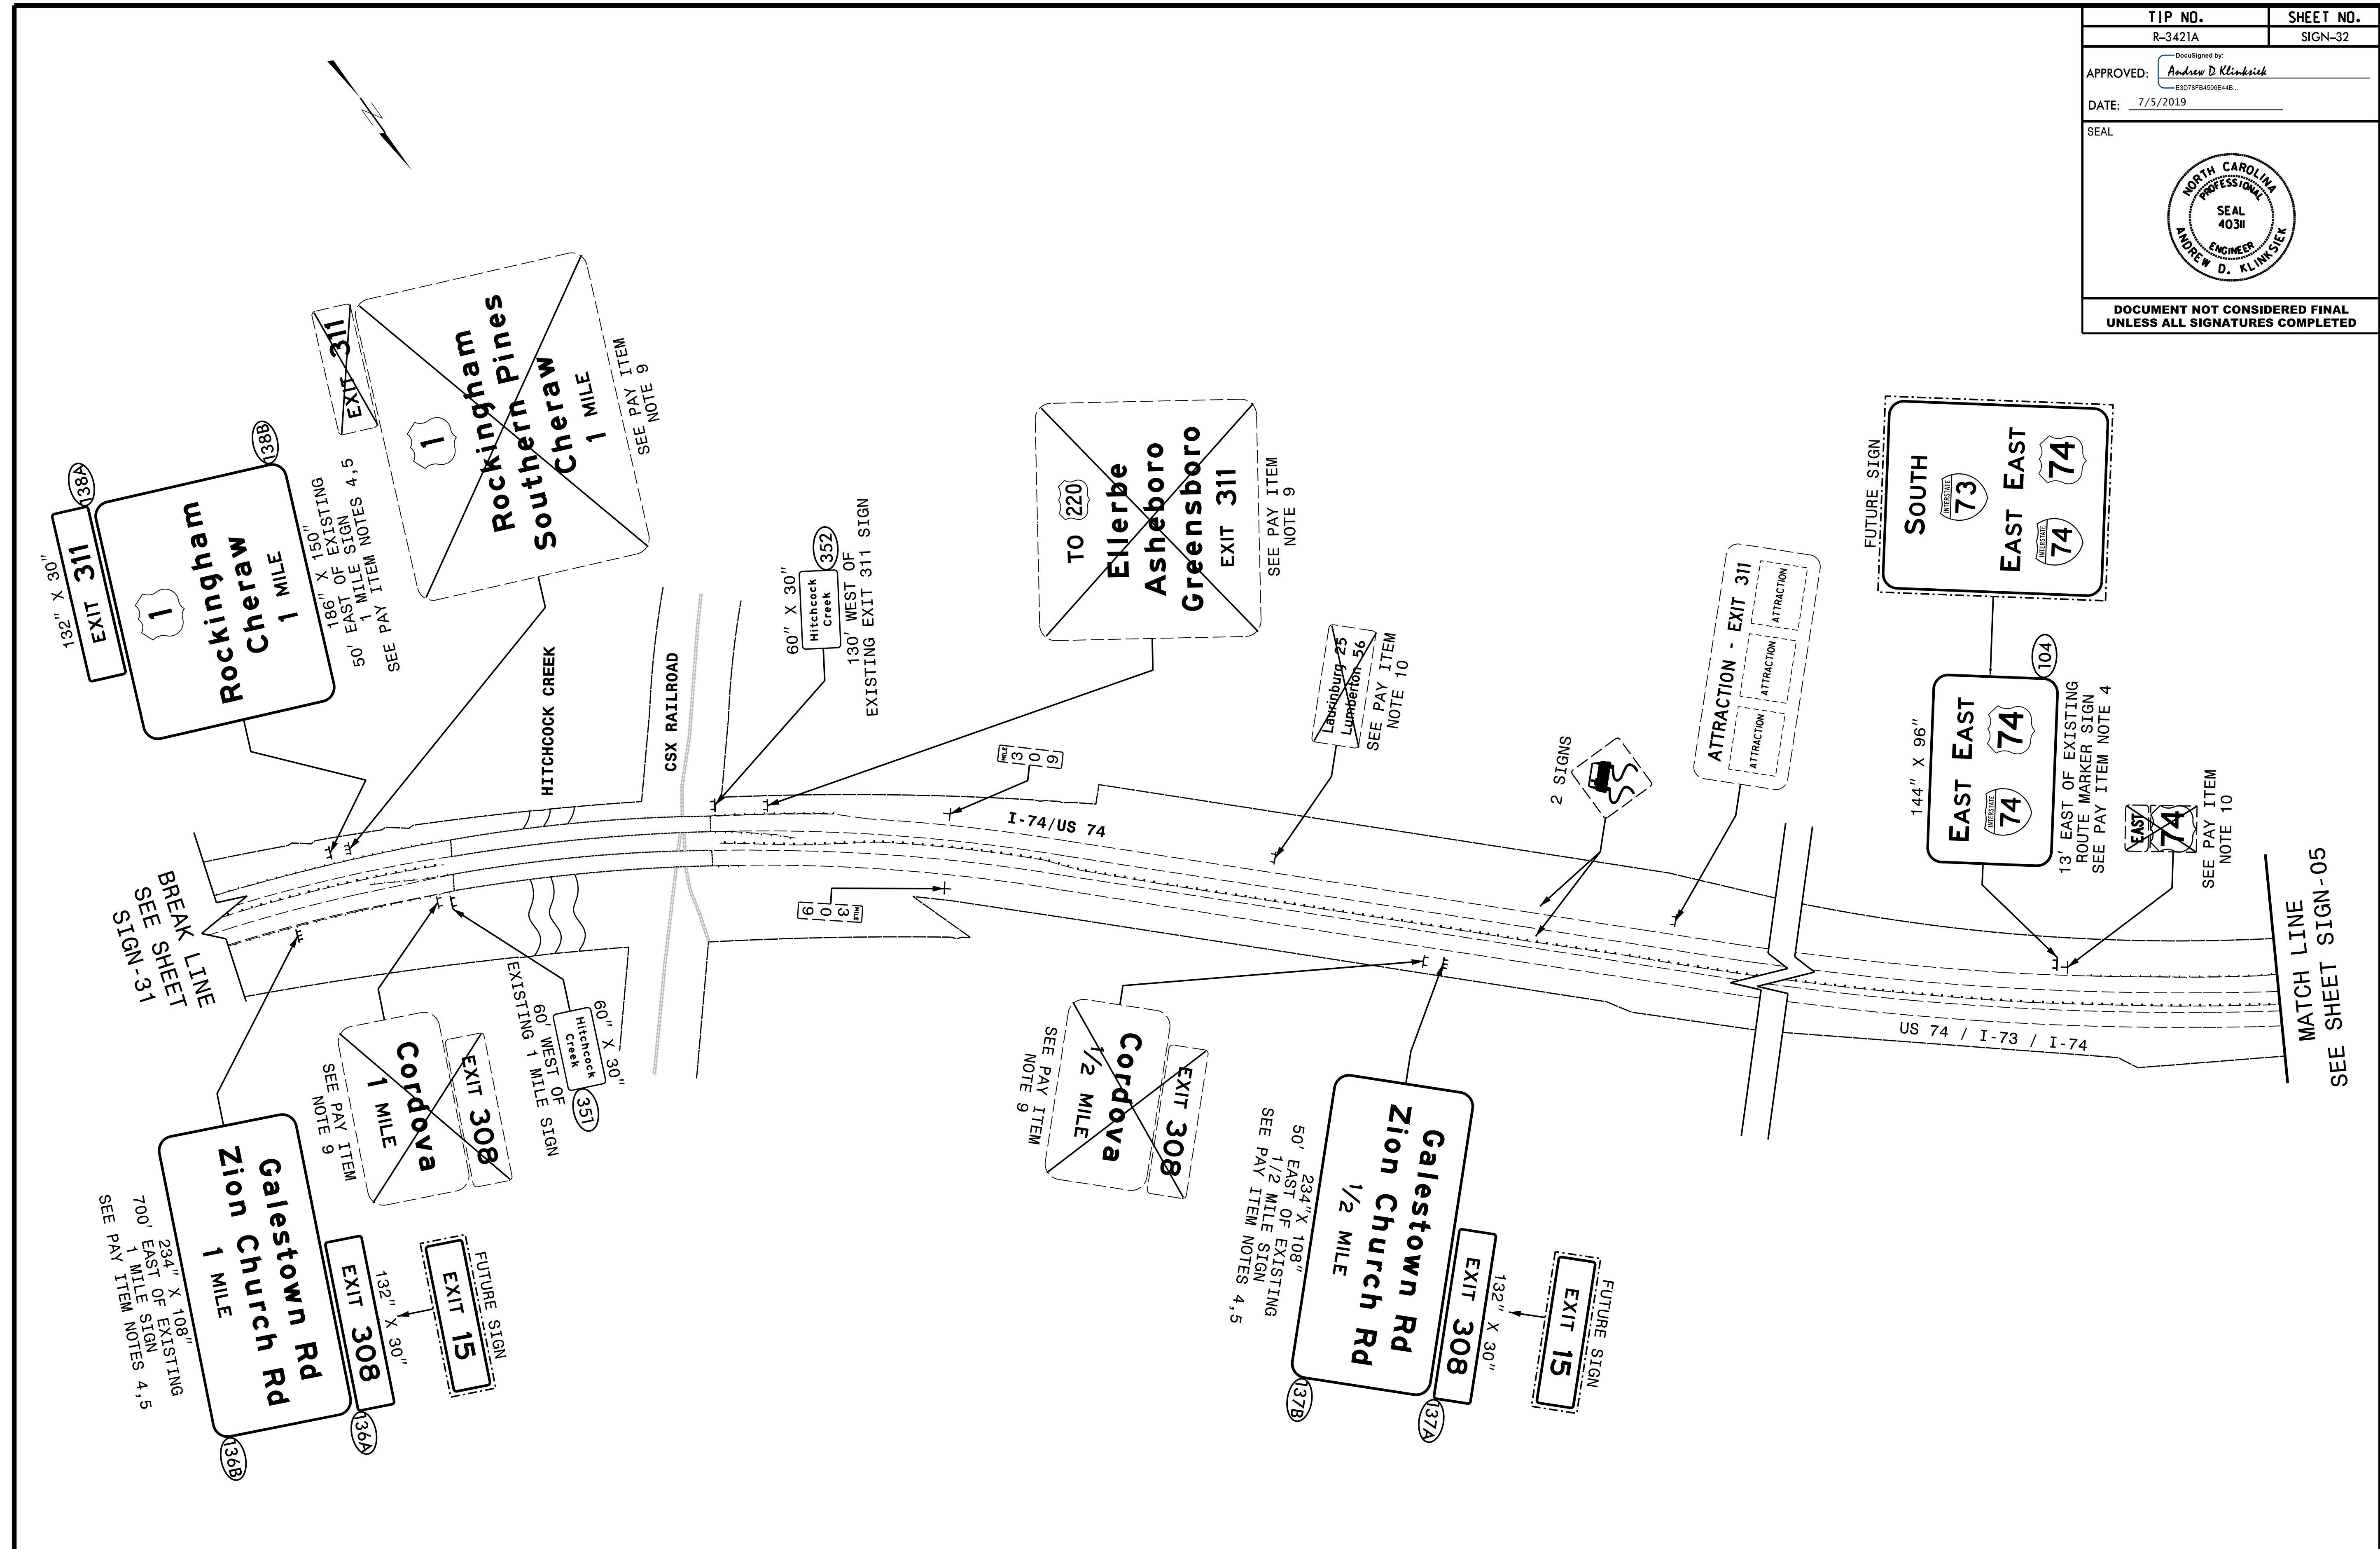 TIP NO.
SHEET NO.
R-3421A
SIGN-32
DocuSigned by:
APPROVED: Andrew D. Klinksiek
E3D78FB4596E44B...
DATE: 7/5/2019
SEAL
NORTH CAROLINA
PROFESSIONAL
SEAL
40311
ENGINEER
ANDREW D. KLINKSIEK
DOCUMENT NOT CONSIDERED FINAL
UNLESS ALL SIGNATURES COMPLETED
132" X 30"
EXIT 311
138A
1
Rockingham
Cheraw
1 MILE
138B
186" X 150"
50' EAST OF EXISTING
1 MILE SIGN
SEE PAY ITEM NOTES 4,5
EXIT 311
1
Rockingham
Southern Pines
Cheraw
1 MILE
SEE PAY ITEM
NOTE 9
HITCHCOCK CREEK
CSX RAILROAD
60" X 30"
Hitchcock
Creek
352
130' WEST OF
EXISTING EXIT 311 SIGN
TO 220
Ellerbe
Asheboro
Greensboro
EXIT 311
SEE PAY ITEM
NOTE 9
MILE
3
0
9
I-74/US 74
Laurinburg 25
Lumberton 56
SEE PAY ITEM
NOTE 10
2 SIGNS
ATTRACTION - EXIT 311
ATTRACTION
ATTRACTION
ATTRACTION
FUTURE SIGN
SOUTH
INTERSTATE
73
EAST EAST
INTERSTATE
74 74
144" X 96"
EAST EAST
INTERSTATE
74 74
104
13' EAST OF EXISTING
ROUTE MARKER SIGN
SEE PAY ITEM NOTE 4
EAST
74
SEE PAY ITEM
NOTE 10
BREAK LINE
SEE SHEET
SIGN-31
MATCH LINE
SEE SHEET SIGN-05
US 74 / I-73 / I-74
MILE
3
0
9
Galestown Rd
Zion Church Rd
1 MILE
136B
234" X 108"
700' EAST OF EXISTING
1 MILE SIGN
SEE PAY ITEM NOTES 4,5
EXIT 308
136A
132" X 30"
FUTURE SIGN
EXIT 15
EXIT 308
Cordova
1 MILE
SEE PAY ITEM
NOTE 9
60" X 30"
Hitchcock
Creek
351
60' WEST OF
EXISTING 1 MILE SIGN
EXIT 308
Cordova
1/2 MILE
SEE PAY ITEM
NOTE 9
Galestown Rd
Zion Church Rd
1/2 MILE
137B
234"X 108"
50' EAST OF EXISTING
1/2 MILE SIGN
SEE PAY ITEM NOTES 4,5
EXIT 308
137A
132" X 30"
FUTURE SIGN
EXIT 15